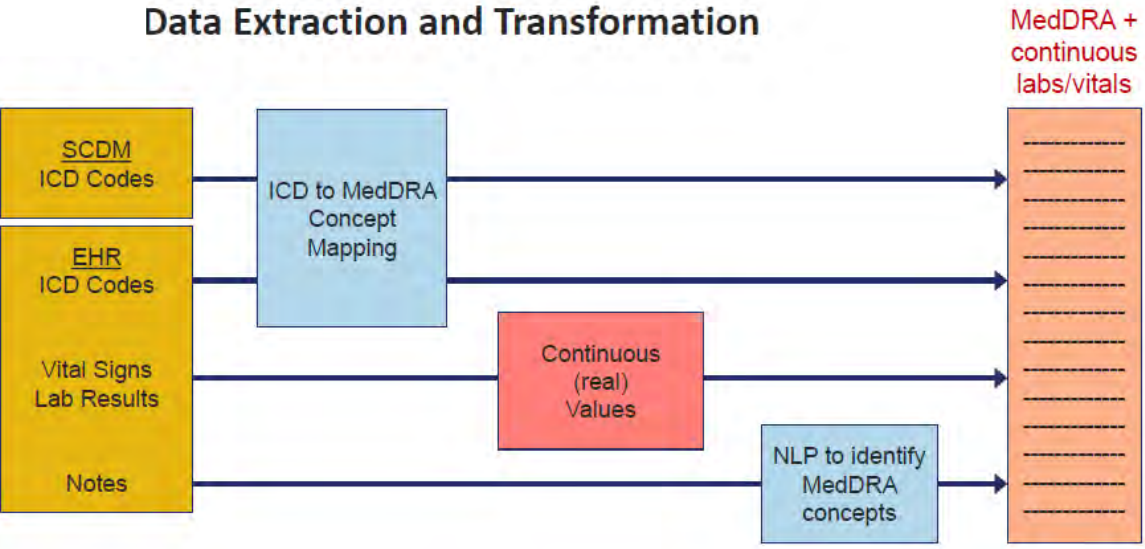 Data Extraction and Transformation
MedDRA +
continuous
labs/vitals
SCDM
ICD Codes
ICD to MedDRA
Concept
Mapping
EHR
ICD Codes
Vital Signs
Lab Results
Continuous
(real)
Values
Notes
NLP to identify
MedDRA
concepts